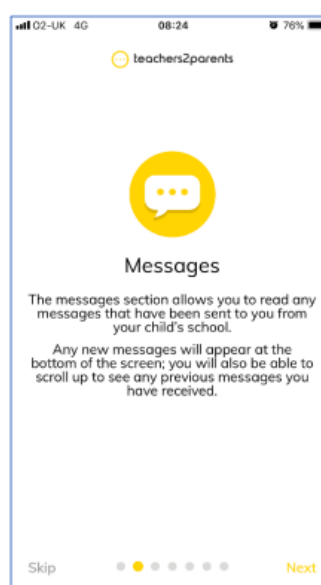 O2-UK 4G 08:24 76%
teachers2parents
Messages
The messages section allows you to read any
messages that have been sent to you from
your child's school.
Any new messages will appear at the
bottom of the screen; you will also be able to
scroll up to see any previous messages you
have received.
Skip Next